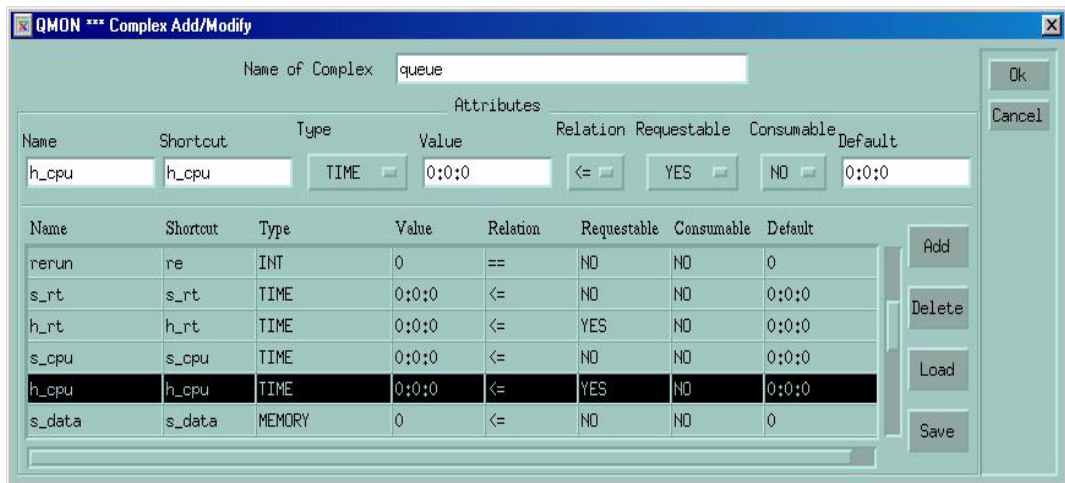 QMON *** Complex Add/Modify
Name of Complex queue
Ok
Cancel
Attributes
Name Shortcut Type Value Relation Requestable Consumable Default
h_cpu h_cpu TIME 0:0:0 <= YES NO 0:0:0
Name Shortcut Type Value Relation Requestable Consumable Default
rerun re INT 0 == NO NO 0
s_rt s_rt TIME 0:0:0 <= NO NO 0:0:0
h_rt h_rt TIME 0:0:0 <= YES NO 0:0:0
s_cpu s_cpu TIME 0:0:0 <= NO NO 0:0:0
h_cpu h_cpu TIME 0:0:0 <= YES NO 0:0:0
s_data s_data MEMORY 0 <= NO NO 0
Add
Delete
Load
Save